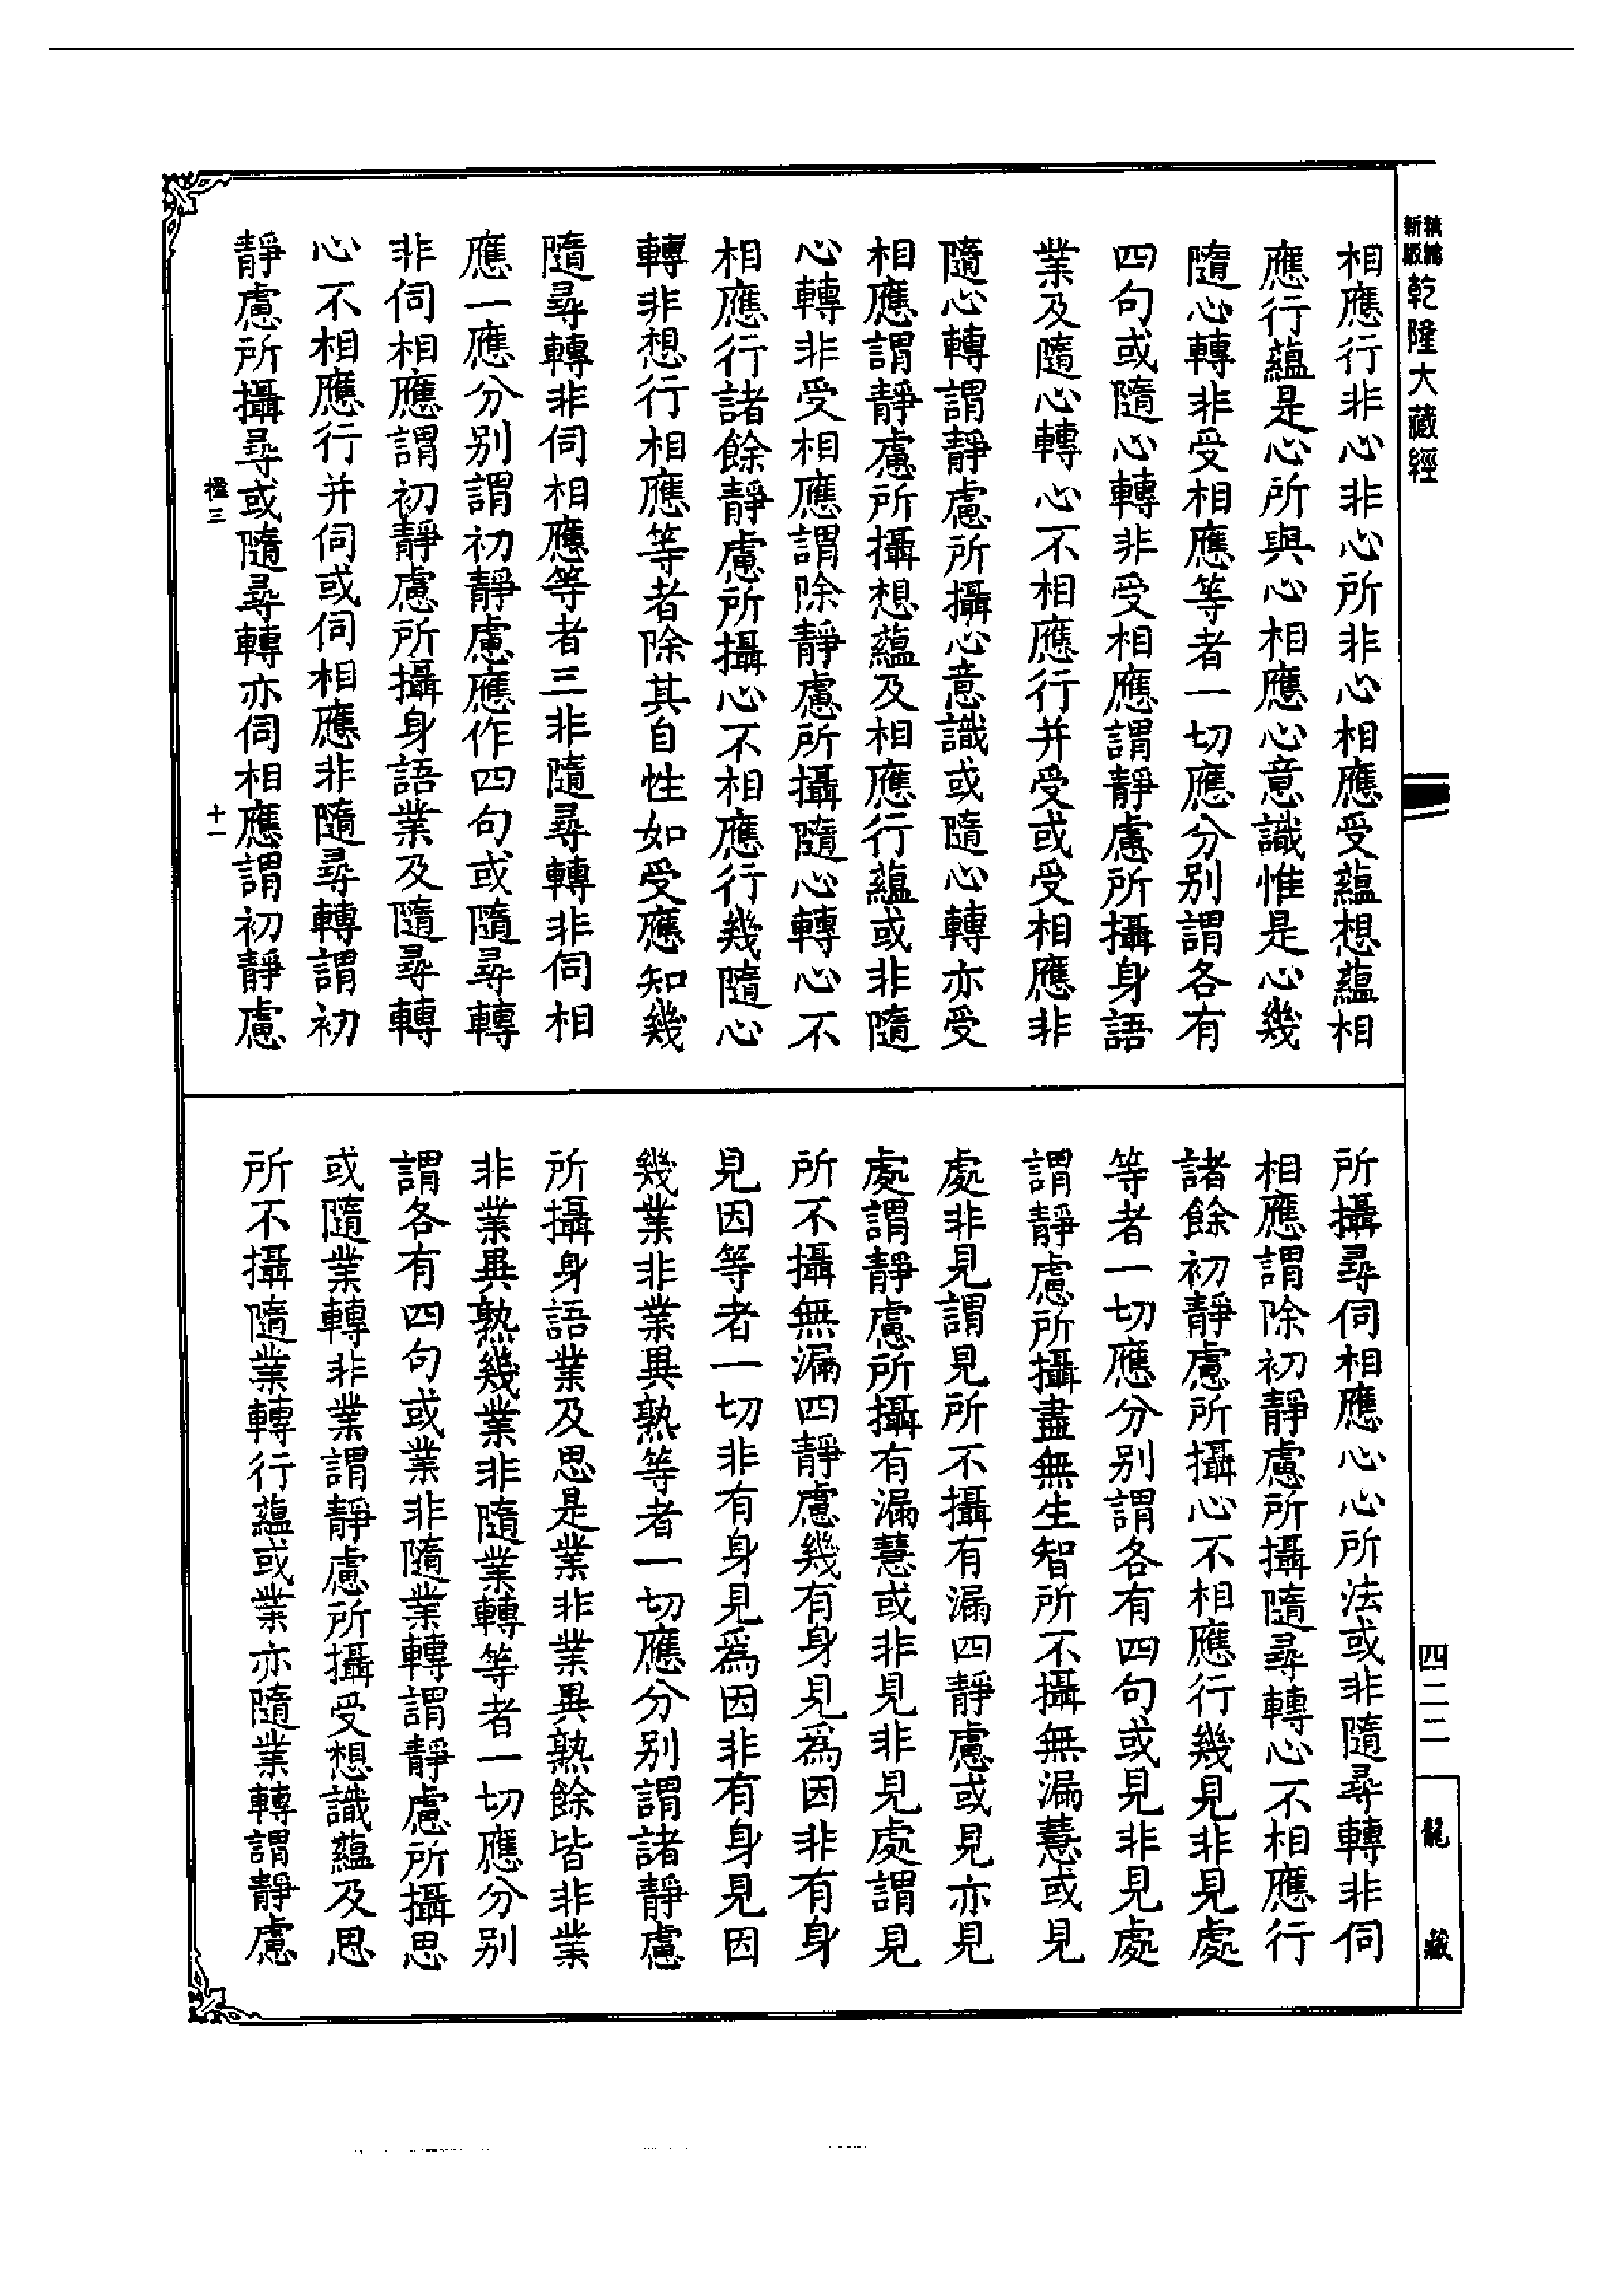 新版精繕乾隆大藏經
相應行非心非心所非心相應受蘊想蘊相
應行蘊是心所與心相應心意識惟是心幾
隨心轉非受相應等者一切應分別謂各有
四句或隨心轉非受相應謂靜慮所攝身語
業及隨心轉心不相應行并受或受相應非
隨心轉謂靜慮所攝心意識或隨心轉亦受
相應謂靜慮所攝想蘊及相應行蘊或非隨
心轉非受相應謂除靜慮所攝隨心轉心不
相應行諸餘靜慮所攝心不相應行幾隨心
轉非想行相應等者除其自性如受應知幾
隨尋轉非伺相應等者三非隨尋轉非伺相
應一應分別謂初靜慮應作四句或隨尋轉
非伺相應謂初靜慮所攝身語業及隨尋轉
心不相應行并伺或伺相應非隨尋轉謂初
靜慮所攝尋或隨尋轉亦伺相應謂初靜慮
楹三 十一
所攝尋伺相應心心所法或非隨尋轉非伺
相應謂除初靜慮所攝隨尋轉心不相應行
諸餘初靜慮所攝心不相應行幾見非見處
等者一切應分別謂各有四句或見非見處
謂靜慮所攝盡無生智所不攝無漏慧或見
處非見謂見所不攝有漏四靜慮或見亦見
處謂靜慮所攝有漏慧或非見非見處謂見
所不攝無漏四靜慮幾有身見爲因非有身
見因等者一切非有身見爲因非有身見因
幾業非業異熟等者一切應分別謂諸靜慮
所攝身語業及思是業非業異熟餘皆非業
非業異熟幾業非隨業轉等者一切應分別
謂各有四句或業非隨業轉謂靜慮所攝思
或隨業轉非業謂靜慮所攝受想識蘊及思
所不攝隨業轉行蘊或業亦隨業轉謂靜慮
四二二
龍藏